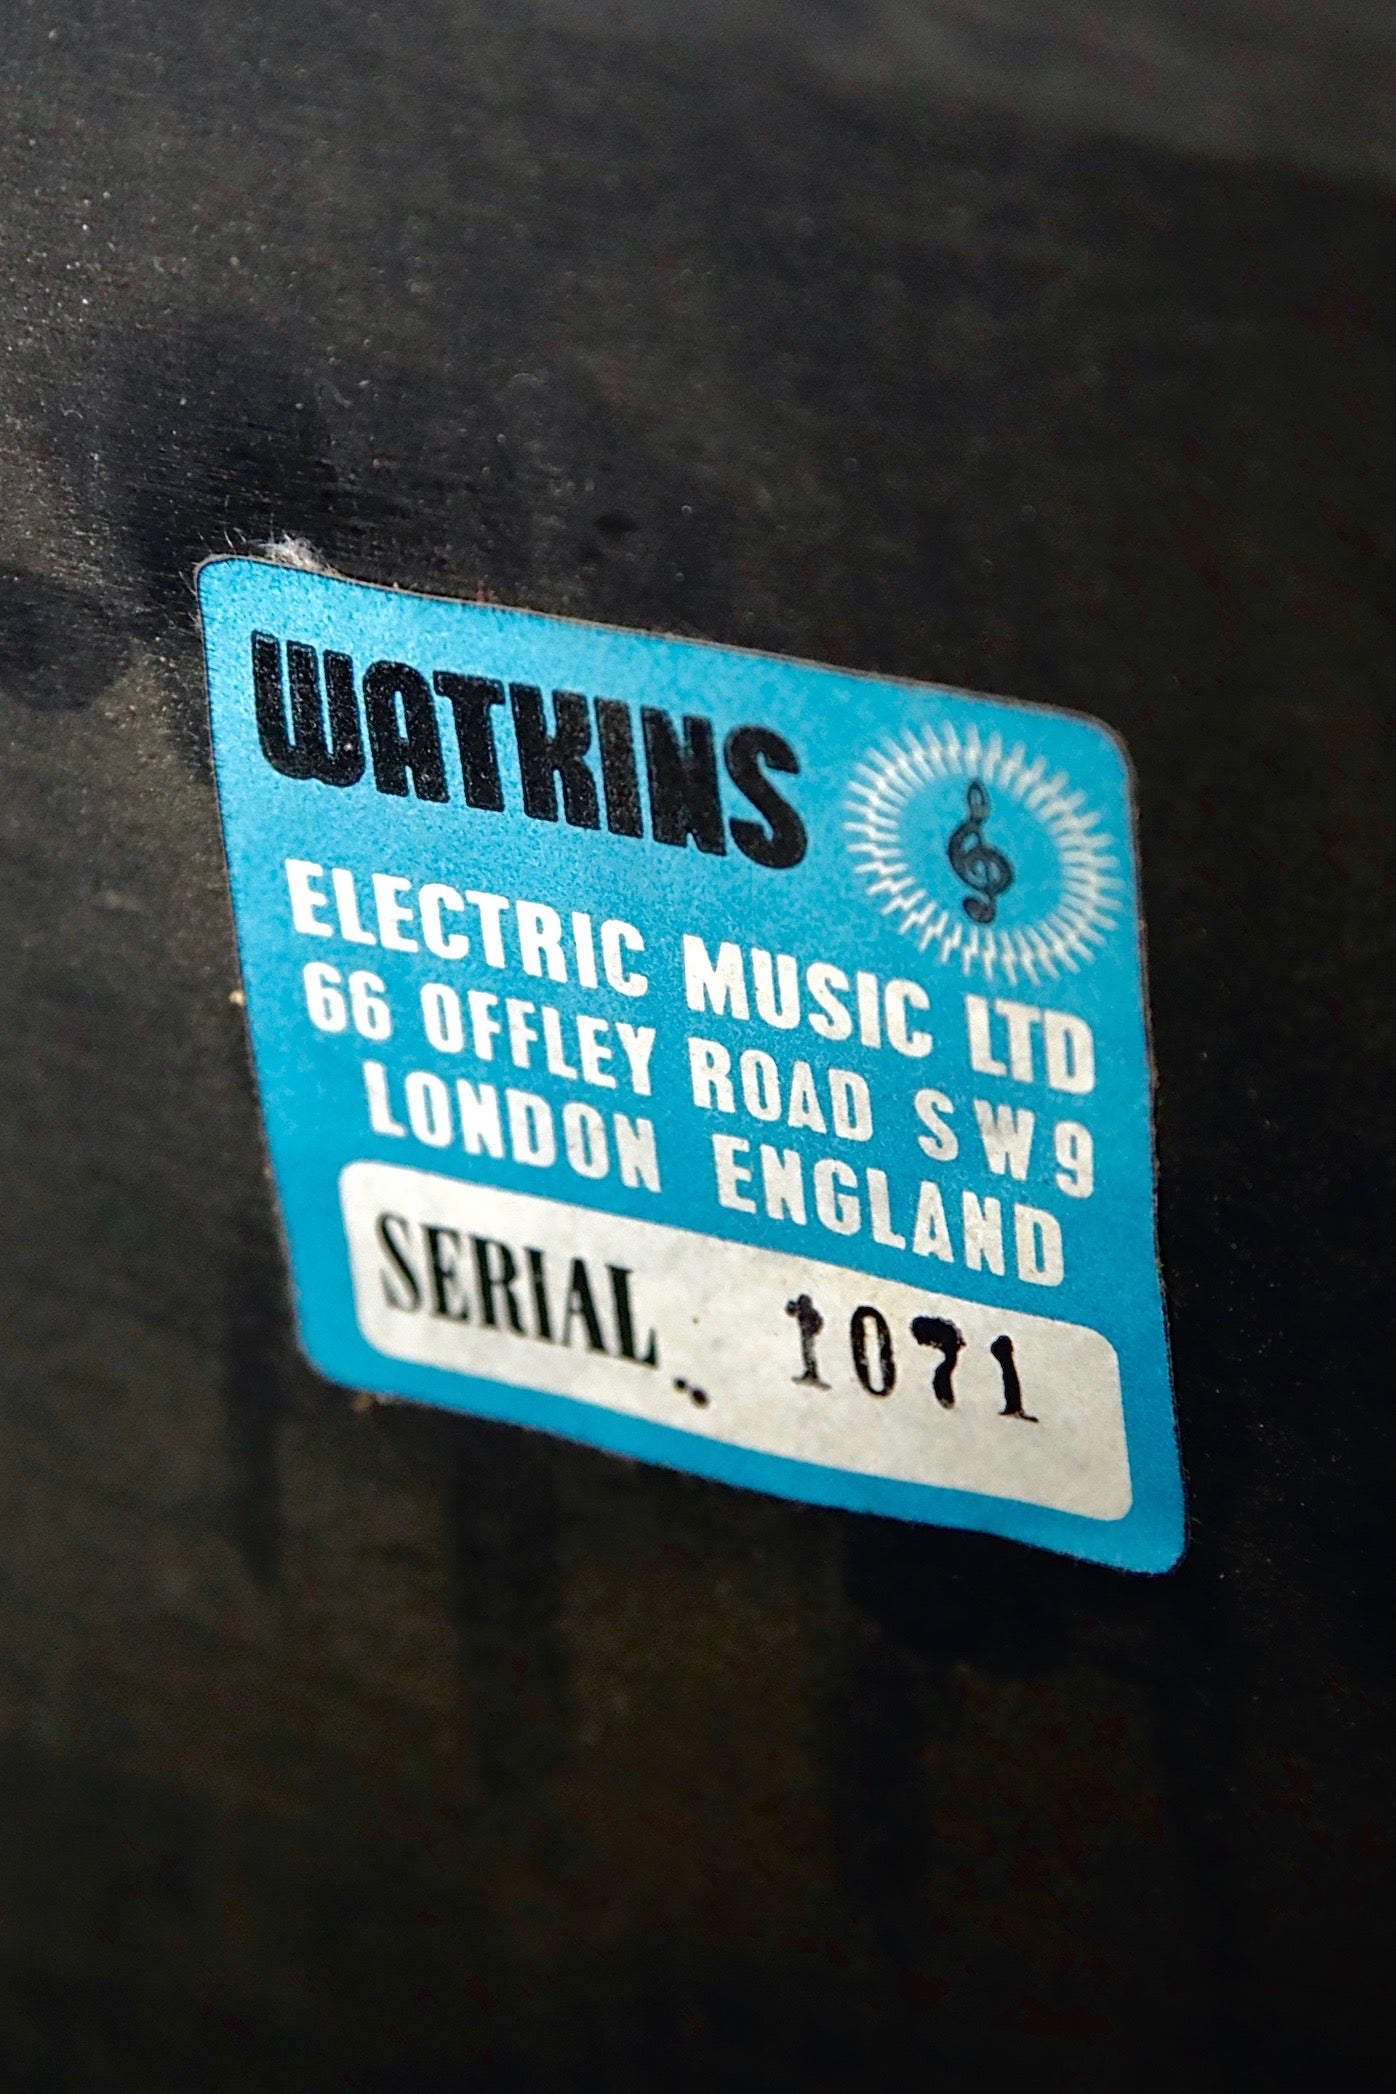 WATKINS
ELECTRIC MUSIC LTD
66 OFFLEY ROAD SW9
LONDON ENGLAND
SERIAL 1071